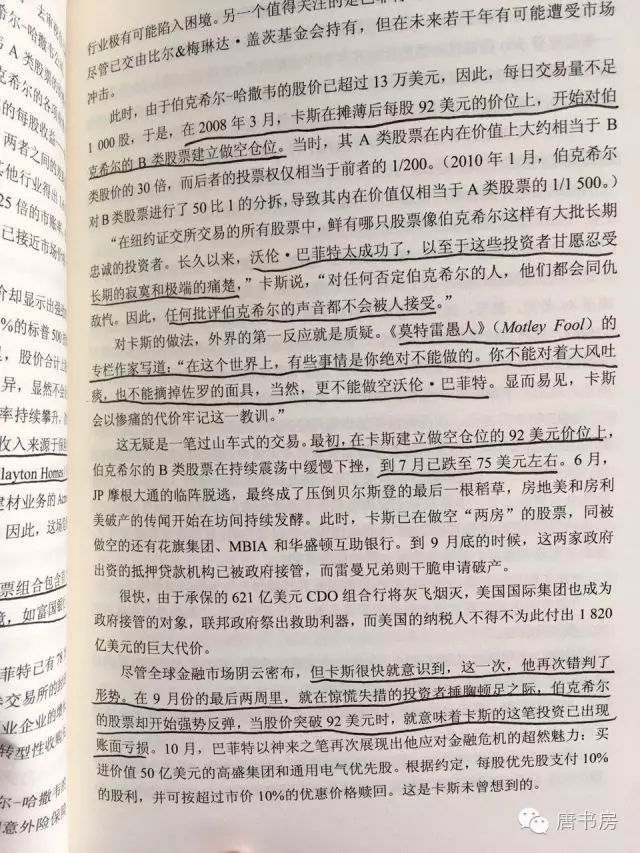 行业极有可能陷入困境。另一个值得关注的是巴菲
尽管已交由比尔&梅琳达·盖茨基金会持有，但在未来若干年有可能遭受市场
冲击。
此时，由于伯克希尔-哈撒韦的股价已超过 13 万美元，因此，每日交易量不足
1 000 股，于是，在 2008 年 3 月，卡斯在摊薄后每股 92 美元的价位上，开始对伯
克希尔的 B 类股票建立做空仓位。当时，其 A 类股票在内在价值上大约相当于 B
类股价的 30 倍，而后者的投票权仅相当于前者的 1/200。（2010 年 1 月，伯克希尔
对 B 类股票进行了 50 比 1 的分拆，导致其内在价值仅相当于 A 类股票的 1/1 500。）
“在纽约证交所交易的所有股票中，鲜有哪只股票像伯克希尔这样有大批长期
忠诚的投资者。长久以来，沃伦·巴菲特太成功了，以至于这些投资者甘愿忍受
长期的寂寞和极端的痛楚，”卡斯说，“对任何否定伯克希尔的人，他们都会同仇
敌忾。因此，任何批评伯克希尔的声音都不会被人接受。”
对卡斯的做法，外界的第一反应就是质疑。《莫特雷愚人》（Motley Fool）的
专栏作家写道：“在这个世界上，有些事情是你绝对不能做的。你不能对着大风吐
痰，也不能摘掉佐罗的面具，当然，更不能做空沃伦·巴菲特。显而易见，卡斯
会以惨痛的代价牢记这一教训。”
这无疑是一笔过山车式的交易。最初，在卡斯建立做空仓位的 92 美元价位上，
伯克希尔的 B 类股票在持续震荡中缓慢下挫，到 7 月已跌至 75 美元左右。6 月，
JP 摩根大通的临阵脱逃，最终成了压倒贝尔斯登的最后一根稻草，房地美和房利
美破产的传闻开始在坊间持续发酵。此时，卡斯已在做空“两房”的股票，同被
做空的还有花旗集团、MBIA 和华盛顿互助银行。到 9 月底的时候，这两家政府
出资的抵押贷款机构已被政府接管，而雷曼兄弟则干脆申请破产。
很快，由于承保的 621 亿美元 CDO 组合行将灰飞烟灭，美国国际集团也成为
政府接管的对象，联邦政府祭出救助利器，而美国的纳税人不得不为此付出 1 820
亿美元的巨大代价。
尽管全球金融市场阴云密布，但卡斯很快就意识到，这一次，他再次错判了
形势。在 9 月份的最后两周里，就在惊慌失措的投资者捶胸顿足之际，伯克希尔
的股票却开始强势反弹，当股价突破 92 美元时，就意味着卡斯的这笔投资已出现
账面亏损。10 月，巴菲特以神来之笔再次展现出他应对金融危机的超然魅力：买
进价值 50 亿美元的高盛集团和通用电气优先股。根据约定，每股优先股支付 10%
的股利，并可按超过市价 10%的优惠价格赎回。这是卡斯未曾想到的。
唐书房